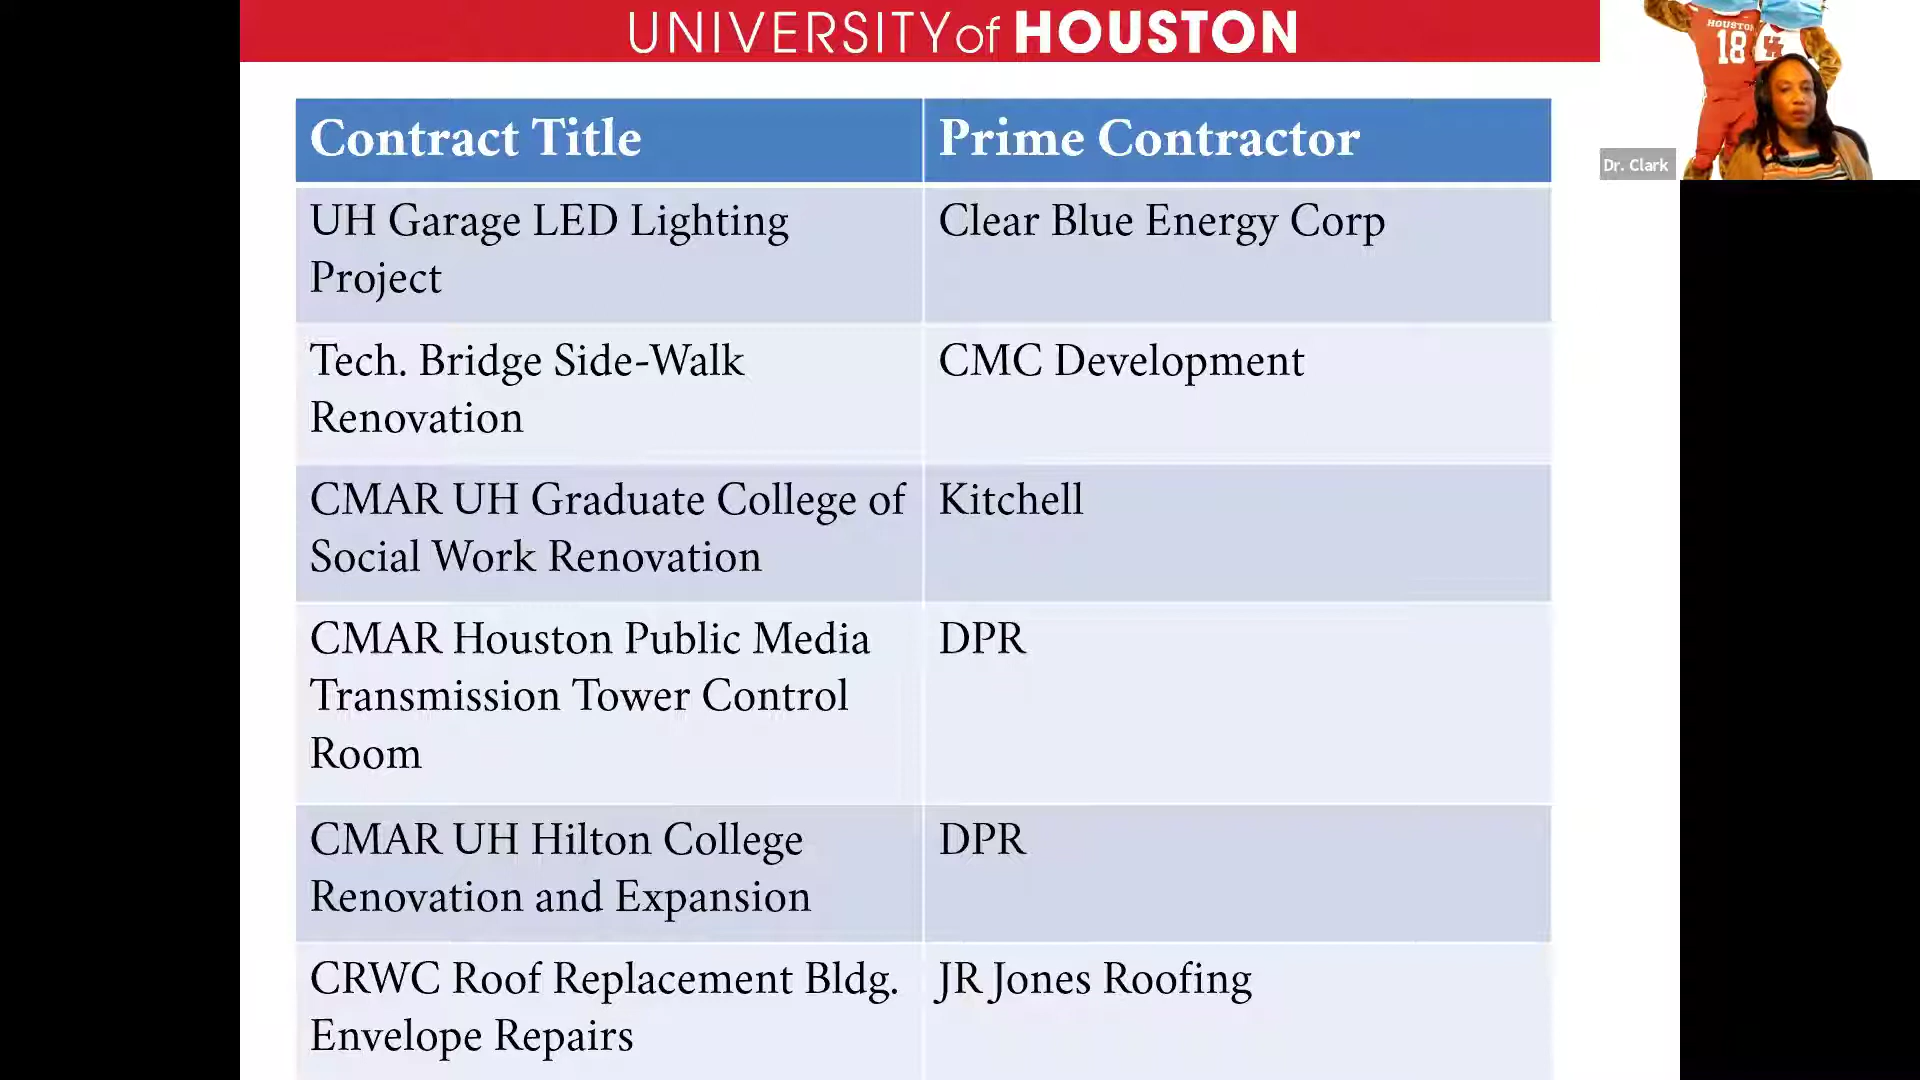 UNIVERSITY of HOUSTON
HOUSTON
18
Dr. Clark
Contract Title
Prime Contractor
UH Garage LED Lighting
Project
Clear Blue Energy Corp
Tech. Bridge Side-Walk
Renovation
CMC Development
CMAR UH Graduate College of
Social Work Renovation
Kitchell
CMAR Houston Public Media
Transmission Tower Control
Room
DPR
CMAR UH Hilton College
Renovation and Expansion
DPR
CRWC Roof Replacement Bldg.
Envelope Repairs
JR Jones Roofing